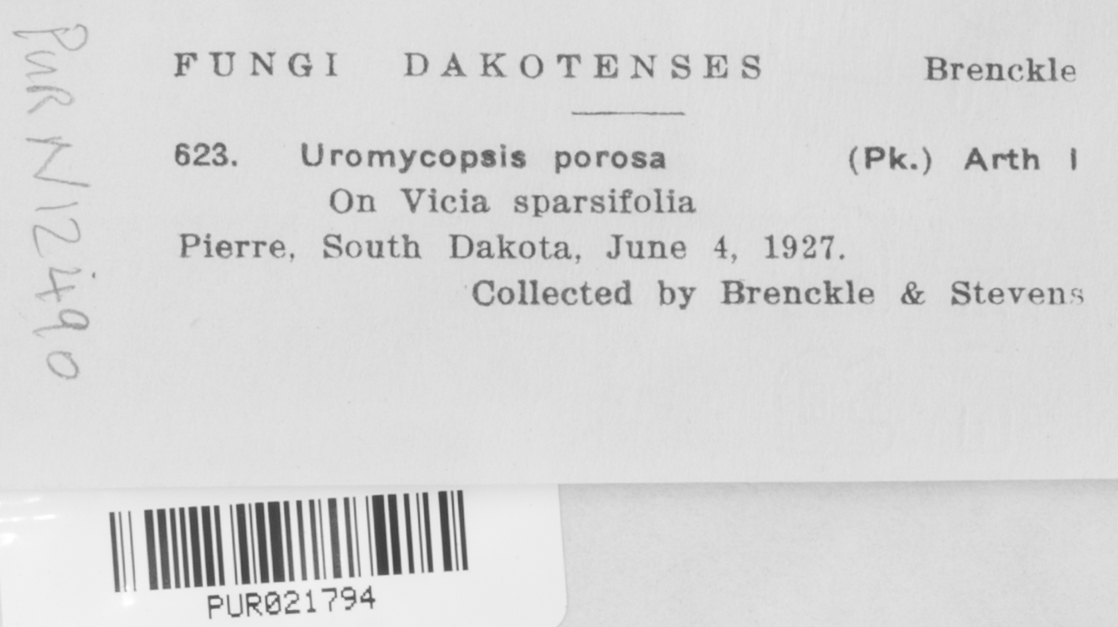 FUNGI DAKOTENSES Brenckle
623. Uromycopsis porosa (Pk.) Arth I
On Vicia sparsifolia
Pierre, South Dakota, June 4, 1927.
Collected by Brenckle & Stevens
PUR N12490
PUR021794